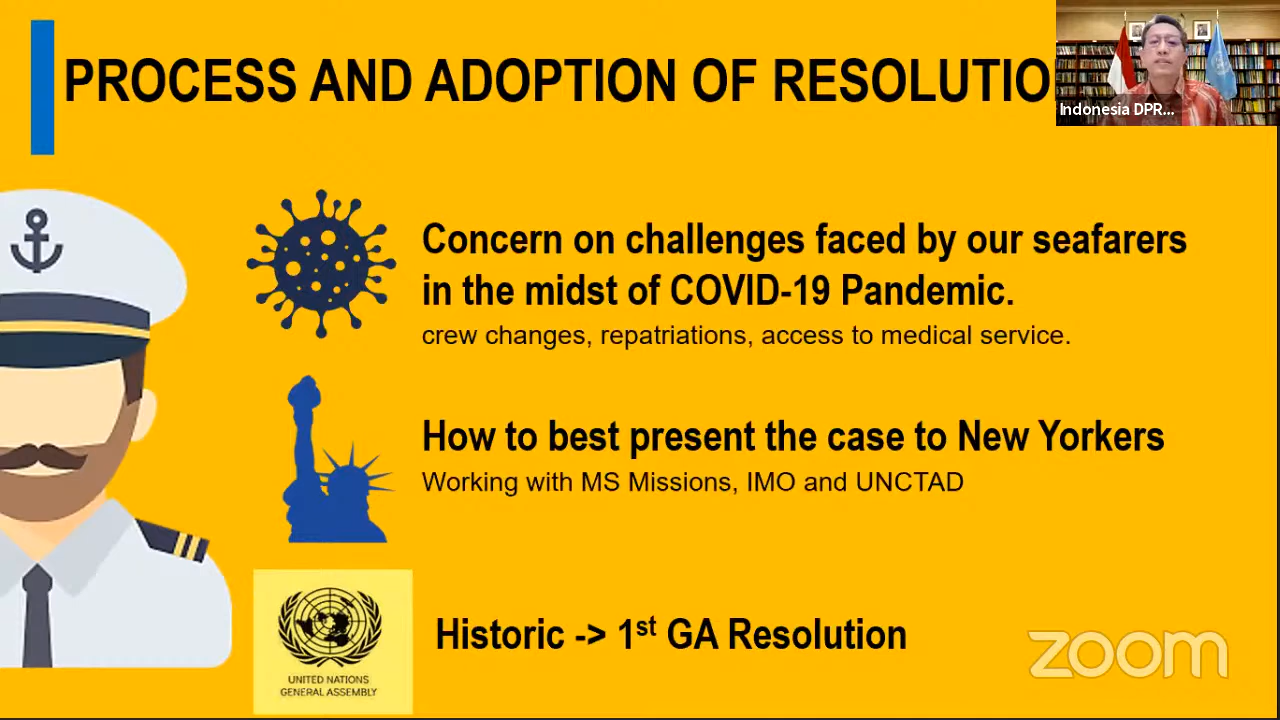 PROCESS AND ADOPTION OF RESOLUTIO
Indonesia DPR...
Concern on challenges faced by our seafarers
in the midst of COVID-19 Pandemic.
crew changes, repatriations, access to medical service.
How to best present the case to New Yorkers
Working with MS Missions, IMO and UNCTAD
Historic -> 1st GA Resolution
UNITED NATIONS
GENERAL ASSEMBLY
zoom